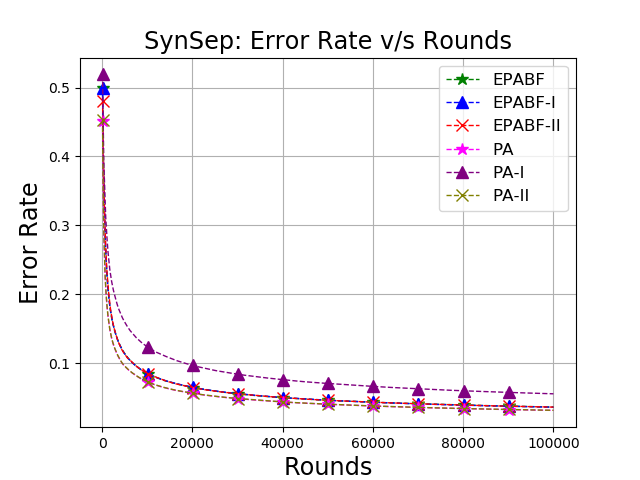 SynSep: Error Rate v/s Rounds
Error Rate
0.5
0.4
0.3
0.2
0.1
EPABF
EPABF-I
EPABF-II
PA
PA-I
PA-II
0 20000 40000 60000 80000 100000
Rounds